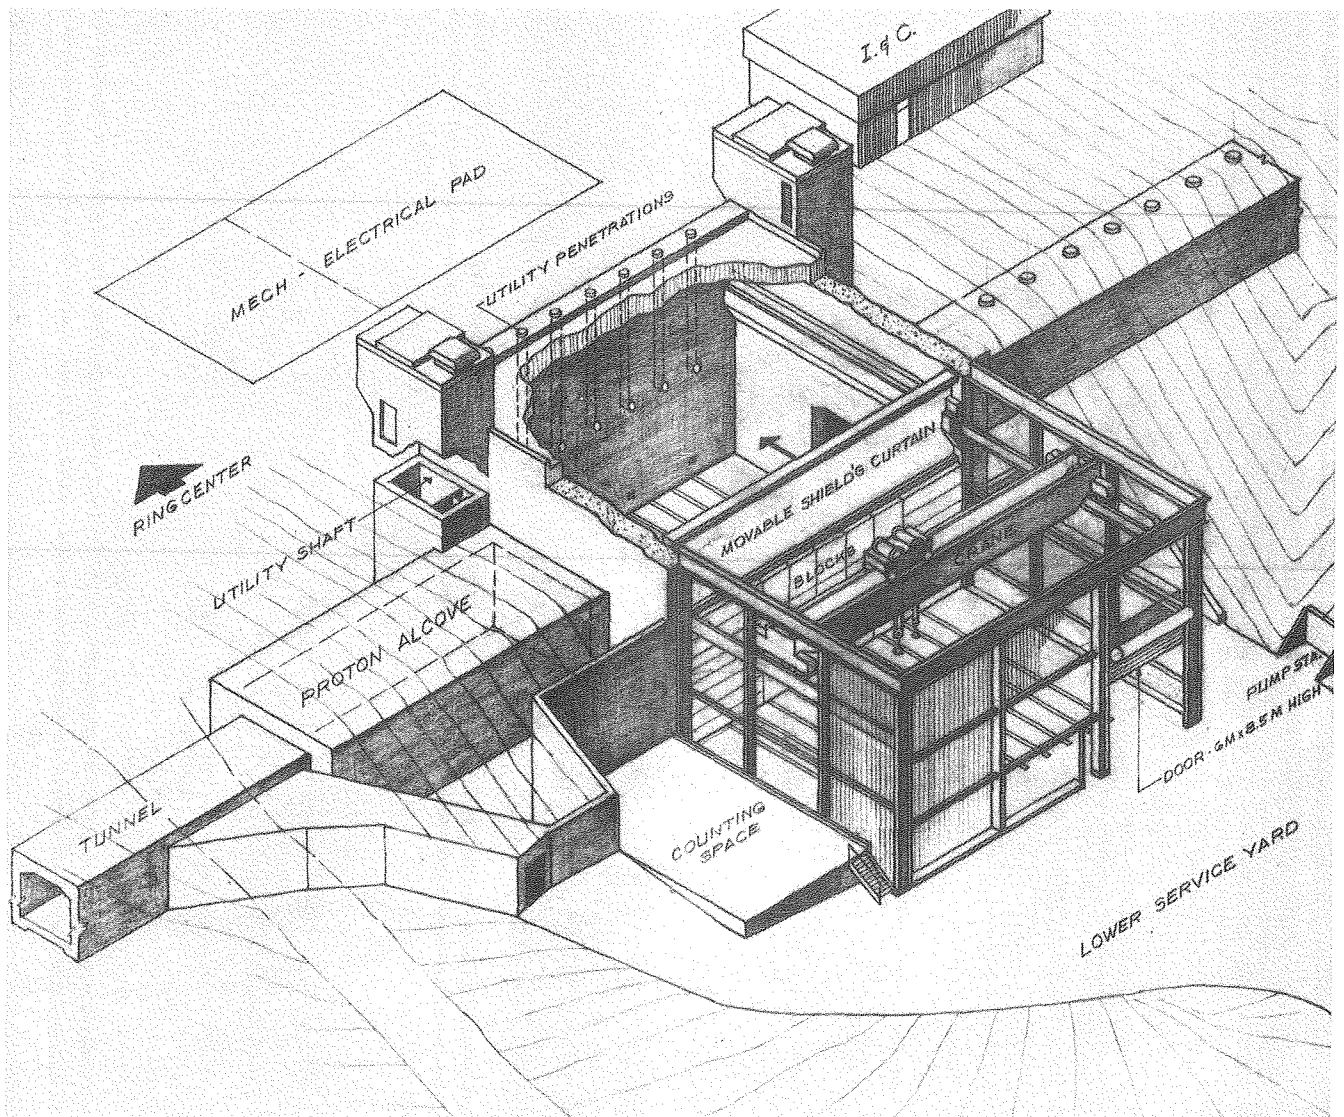 I. & C.
MECH - ELECTRICAL PAD
UTILITY PENETRATIONS
RINGCENTER
UTILITY SHAFT
MOVABLE SHIELD'G CURTAIN
BLOCKS
CRANE
PROTON ALCOVE
PUMP STA.
DOOR - 6M x 8.5M HIGH
TUNNEL
COUNTING
SPACE
LOWER SERVICE YARD